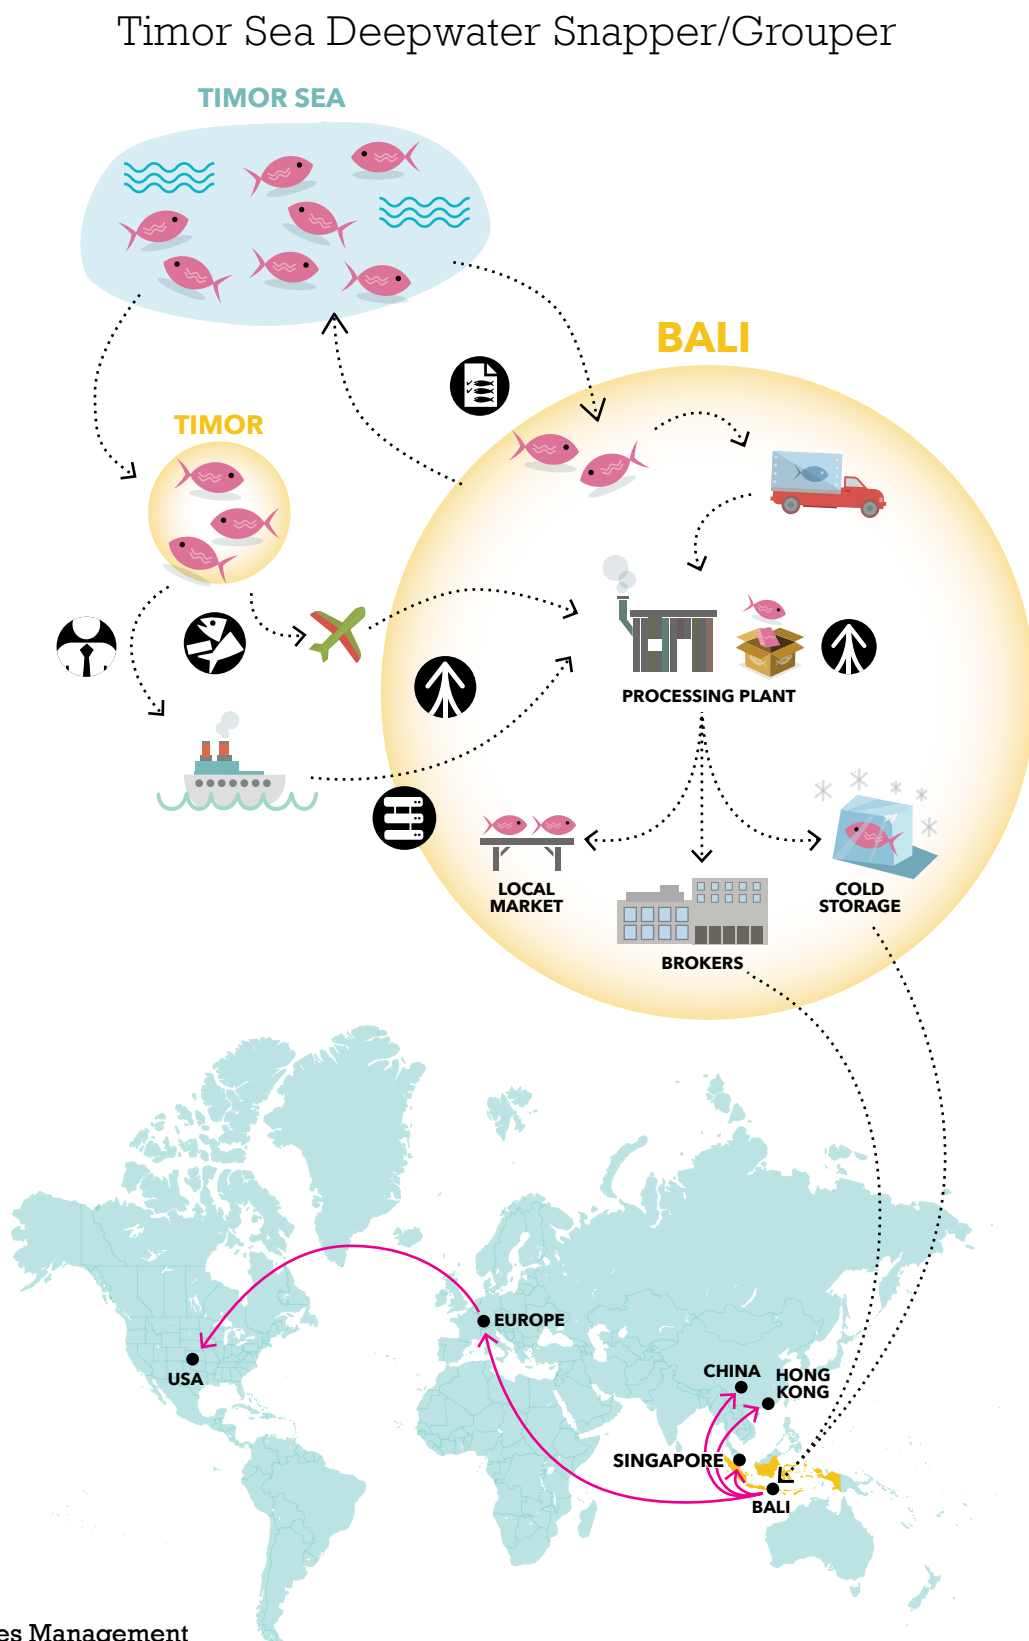 Timor Sea Deepwater Snapper/Grouper
TIMOR SEA
BALI
TIMOR
PROCESSING PLANT
LOCAL
MARKET
COLD
STORAGE
BROKERS
EUROPE
USA
CHINA
HONG
KONG
SINGAPORE
BALI
es Management